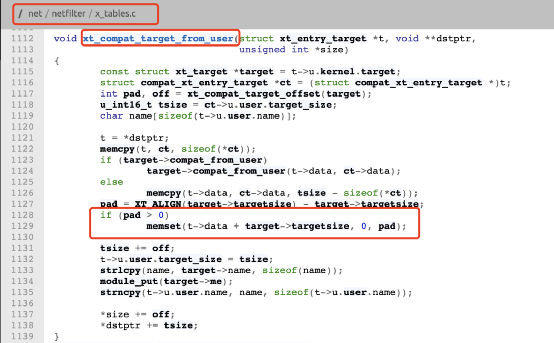 / net / netfilter / x_tables.c
1112 void xt_compat_target_from_user(struct xt_entry_target *t, void **dstptr,
1113 unsigned int *size)
1114 {
1115 const struct xt_target *target = t->u.kernel.target;
1116 struct compat_xt_entry_target *ct = (struct compat_xt_entry_target *)t;
1117 int pad, off = xt_compat_target_offset(target);
1118 u_int16_t tsize = ct->u.user.target_size;
1119 char name[sizeof(t->u.user.name)];
1120
1121 t = *dstptr;
1122 memcpy(t, ct, sizeof(*ct));
1123 if (target->compat_from_user)
1124 target->compat_from_user(t->data, ct->data);
1125 else
1126 memcpy(t->data, ct->data, tsize - sizeof(*ct));
1127 pad = XT_ALIGN(target->targetsize) - target->targetsize;
1128 if (pad > 0)
1129 memset(t->data + target->targetsize, 0, pad);
1131 tsize += off;
1132 t->u.user.target_size = tsize;
1133 strlcpy(name, target->name, sizeof(name));
1134 module_put(target->me);
1135 strncpy(t->u.user.name, name, sizeof(t->u.user.name));
1136
1137 *size += off;
1138 *dstptr += tsize;
1139 }